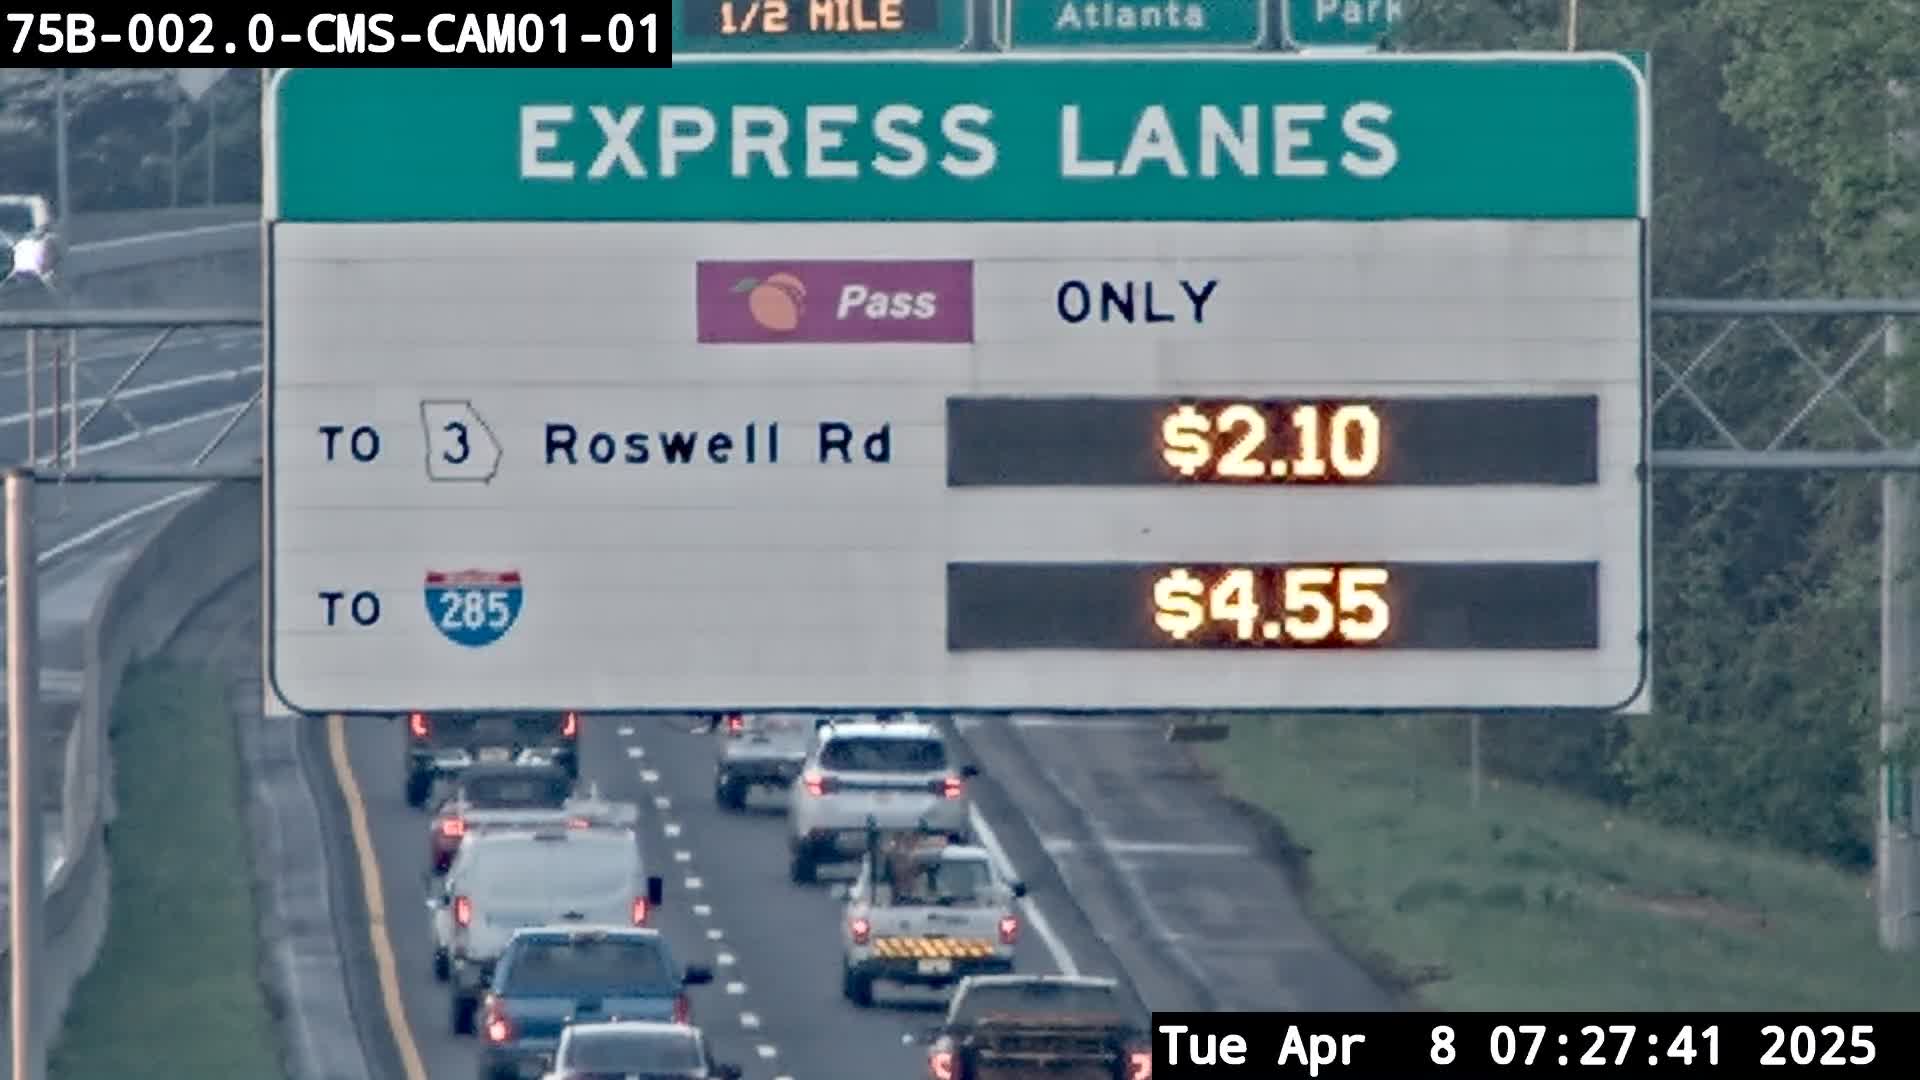 75B-002.0-CMS-CAM01-01
1/2 MILE
Atlanta
Park
EXPRESS LANES
Pass ONLY
TO 3 Roswell Rd $2.10
TO 285 $4.55
Tue Apr 8 07:27:41 2025